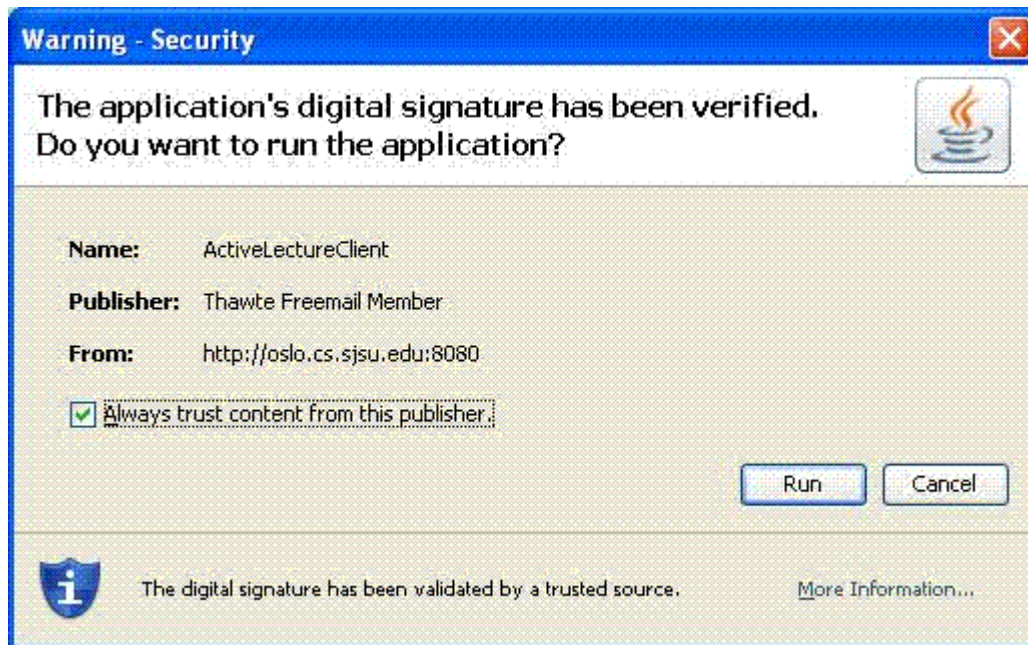 Warning - Security
The application's digital signature has been verified.
Do you want to run the application?
Name: ActiveLectureClient
Publisher: Thawte Freemail Member
From: http://oslo.cs.sjsu.edu:8080
Always trust content from this publisher.
Run Cancel
The digital signature has been validated by a trusted source. More Information...